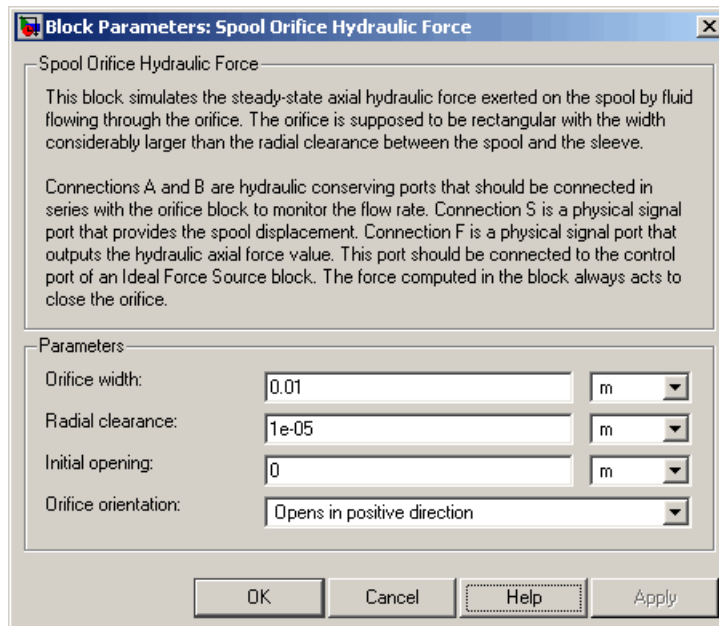 Block Parameters: Spool Orifice Hydraulic Force
Spool Orifice Hydraulic Force
This block simulates the steady-state axial hydraulic force exerted on the spool by fluid
flowing through the orifice. The orifice is supposed to be rectangular with the width
considerably larger than the radial clearance between the spool and the sleeve.
Connections A and B are hydraulic conserving ports that should be connected in
series with the orifice block to monitor the flow rate. Connection S is a physical signal
port that provides the spool displacement. Connection F is a physical signal port that
outputs the hydraulic axial force value. This port should be connected to the control
port of an Ideal Force Source block. The force computed in the block always acts to
close the orifice.
Parameters
Orifice width: 0.01 m
Radial clearance: 1e-05 m
Initial opening: 0 m
Orifice orientation: Opens in positive direction
OK Cancel Help Apply